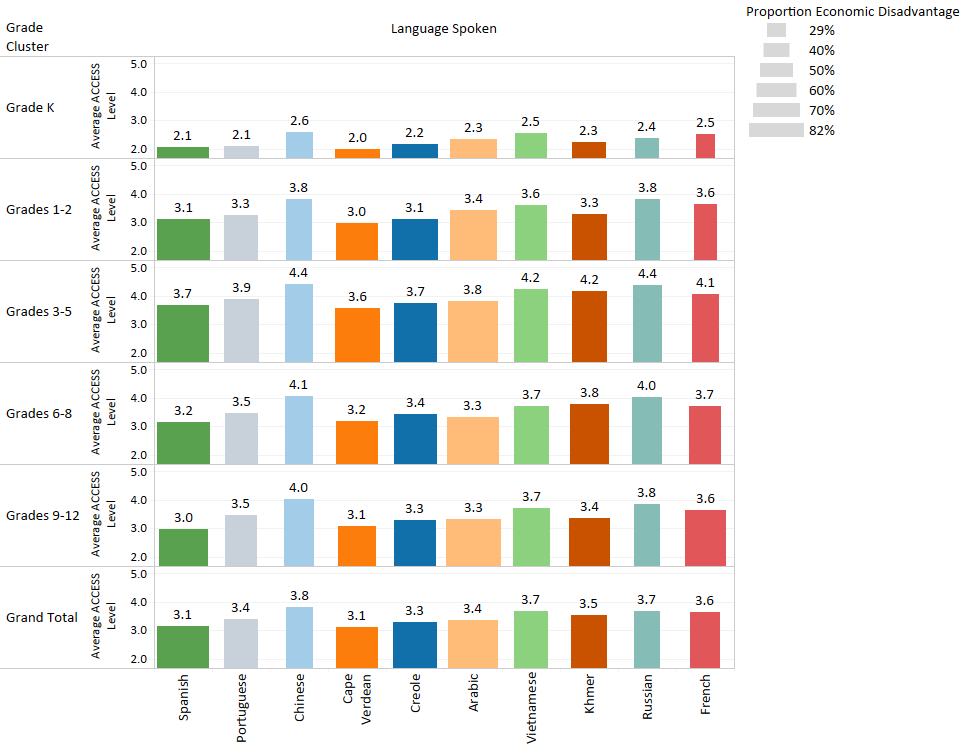 Grade
Cluster
Language Spoken
Proportion Economic Disadvantage
29%
40%
50%
60%
70%
82%
Grade K
Average ACCESS
Level
5.0
4.0
3.0
2.0
2.1 2.1 2.6 2.0 2.2 2.3 2.5 2.3 2.4 2.5
Grades 1-2
Average ACCESS
Level
5.0
4.0
3.0
2.0
3.1 3.3 3.8 3.0 3.1 3.4 3.6 3.3 3.8 3.6
Grades 3-5
Average ACCESS
Level
5.0
4.0
3.0
2.0
3.7 3.9 4.4 3.6 3.7 3.8 4.2 4.2 4.4 4.1
Grades 6-8
Average ACCESS
Level
5.0
4.0
3.0
2.0
3.2 3.5 4.1 3.2 3.4 3.3 3.7 3.8 4.0 3.7
Grades 9-12
Average ACCESS
Level
5.0
4.0
3.0
2.0
3.0 3.5 4.0 3.1 3.3 3.3 3.7 3.4 3.8 3.6
Grand Total
Average ACCESS
Level
5.0
4.0
3.0
2.0
3.1 3.4 3.8 3.1 3.3 3.4 3.7 3.5 3.7 3.6
Spanish
Portuguese
Chinese
Cape
Verdean
Creole
Arabic
Vietnamese
Khmer
Russian
French